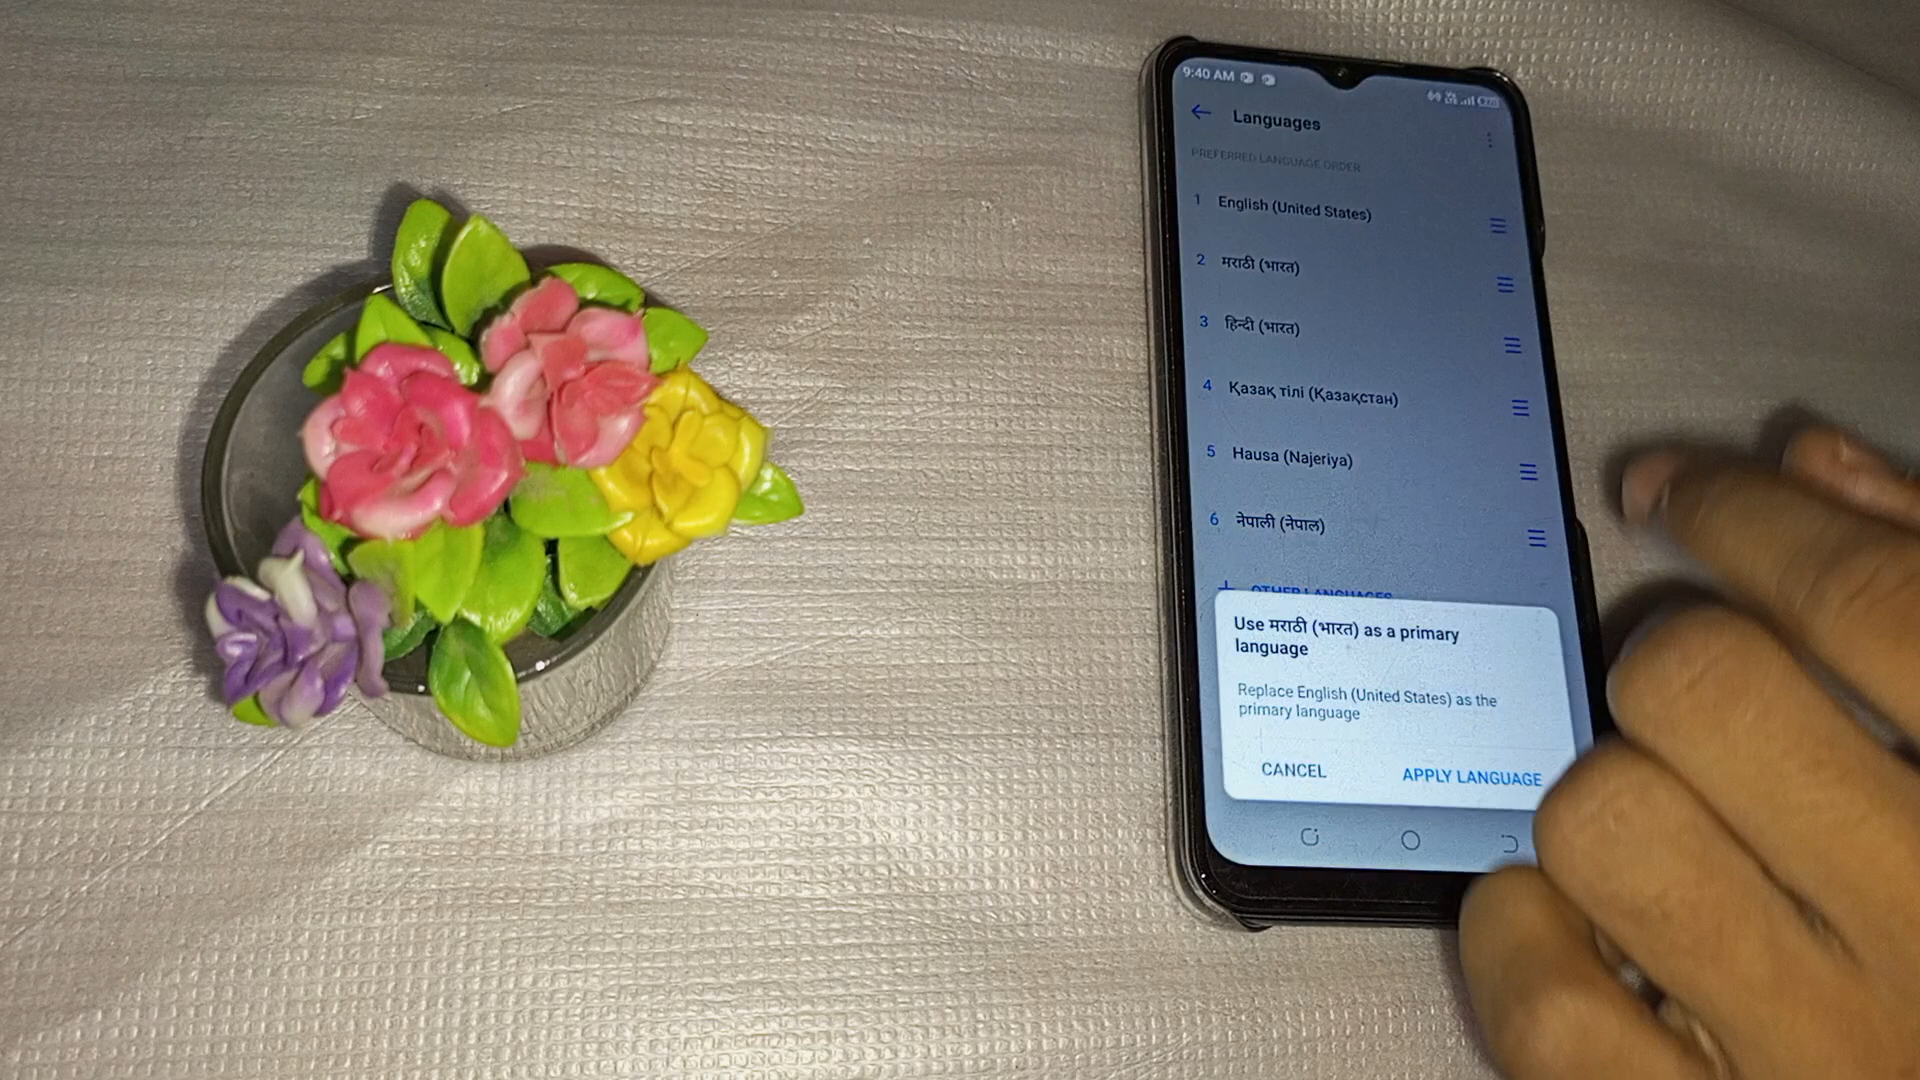 9:40 AM
Languages
PREFERRED LANGUAGE ORDER
1 English (United States)
2 मराठी (भारत)
3 हिन्दी (भारत)
4 Қазақ тілі (Қазақстан)
5 Hausa (Najeriya)
6 नेपाली (नेपाल)
+ OTHER LANGUAGES
Use मराठी (भारत) as a primary
language
Replace English (United States) as the
primary language
CANCEL APPLY LANGUAGE